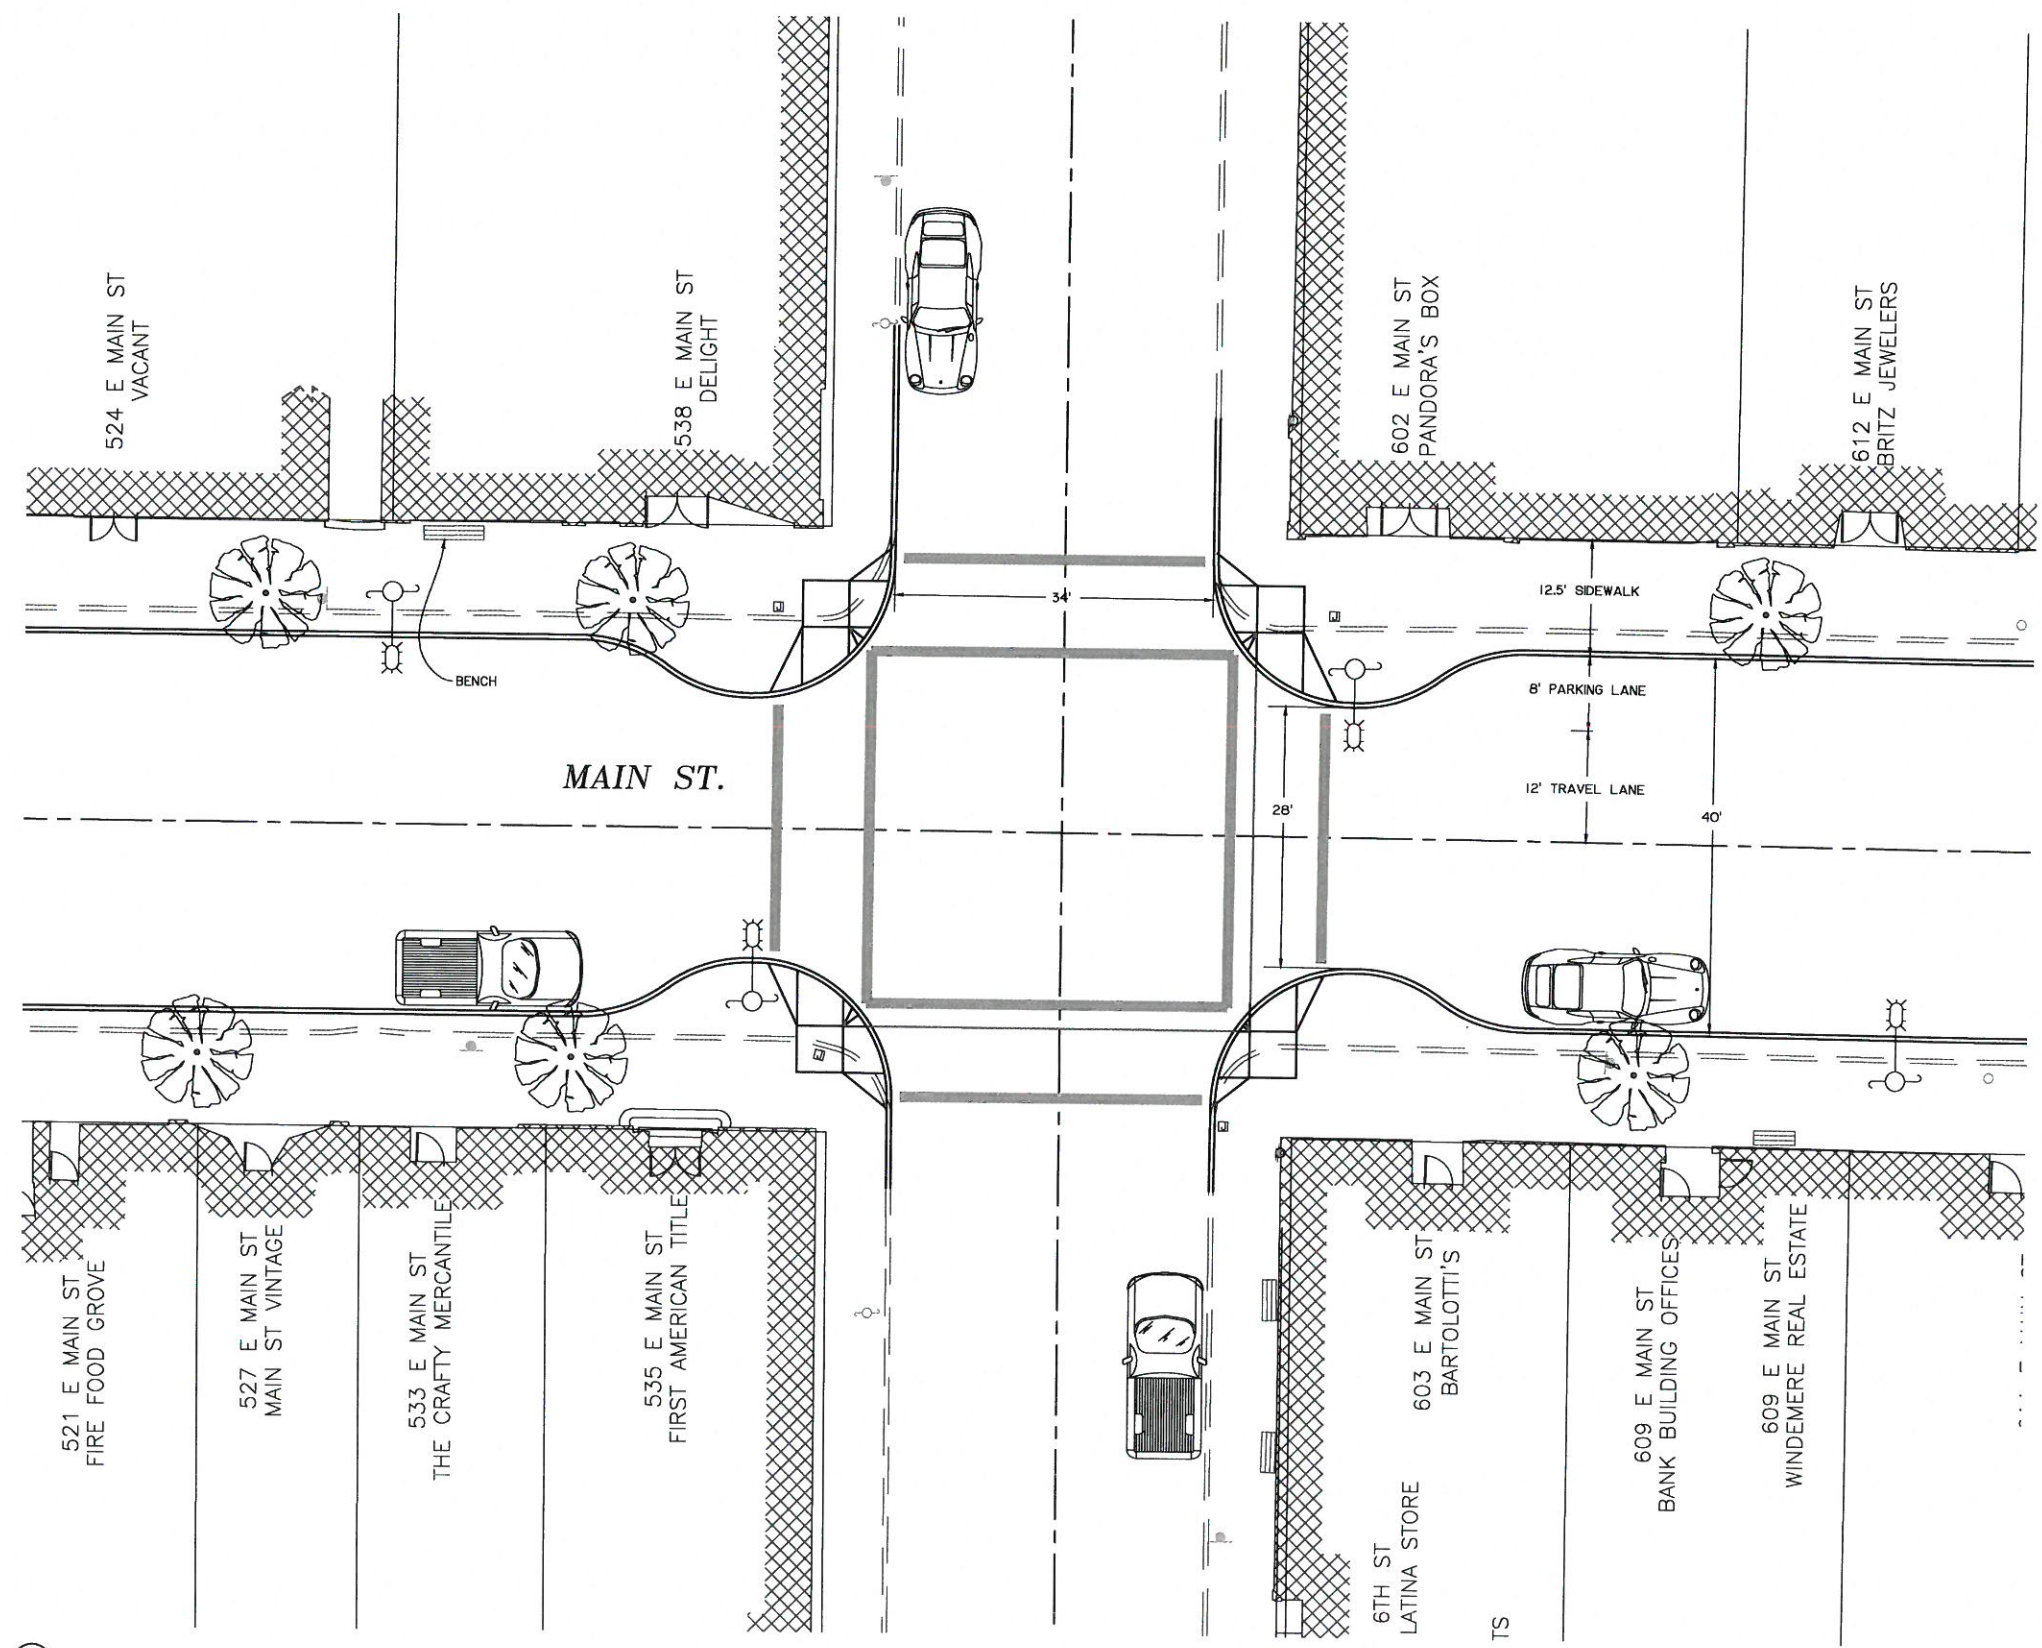 524 E MAIN ST
VACANT
538 E MAIN ST
DELIGHT
602 E MAIN ST
PANDORA'S BOX
612 E MAIN ST
BRITZ JEWELERS
BENCH
34'
12.5' SIDEWALK
8' PARKING LANE
12' TRAVEL LANE
28'
40'
MAIN ST.
521 E MAIN ST
FIRE FOOD GROVE
527 E MAIN ST
MAIN ST VINTAGE
533 E MAIN ST
THE CRAFTY MERCANTILE
535 E MAIN ST
FIRST AMERICAN TITLE
603 E MAIN ST
BARTOLOTTI'S
609 E MAIN ST
BANK BUILDING OFFICES
609 E MAIN ST
WINDEMERE REAL ESTATE
6TH ST
LATINA STORE
TS